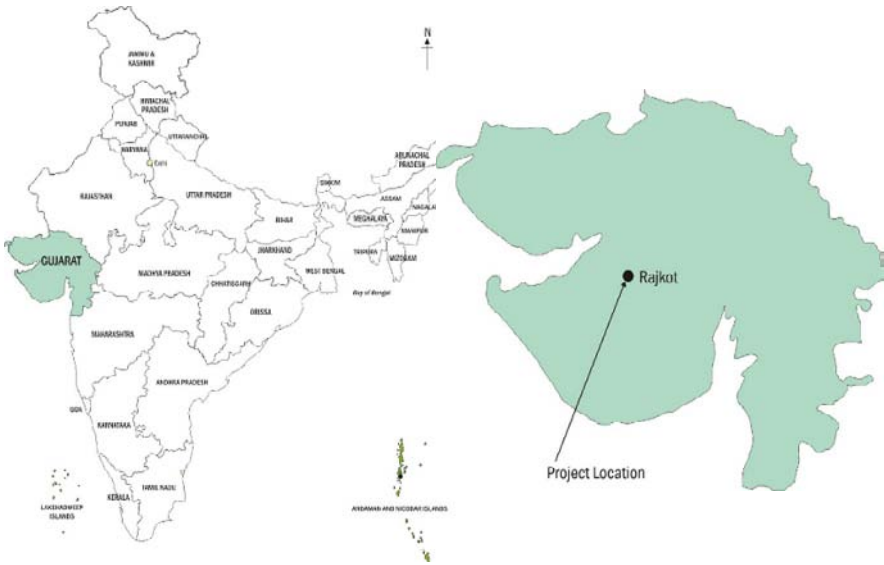 N
JAMMU &
KASHMIR
HIMACHAL
PRADESH
PUNJAB
UTTARANCHAL
HARYANA
Delhi
ARUNACHAL
PRADESH
RAJASTHAN
UTTAR PRADESH
SIKKIM
ASSAM
NAGALA
BIHAR
MEGHALAYA
MANIPUR
GUJARAT
JHARKHAND
TRIPURA
MIZORAM
MADHYA PRADESH
WEST BENGAL
CHHATISGARH
Bay of Bengal
ORISSA
MAHARASHTRA
ANDHRA PRADESH
GOA
KARNATAKA
TAMIL NADU
KERALA
LAKSHADWEEP
ISLANDS
ANDAMAN AND NICOBAR ISLANDS
Rajkot
Project Location